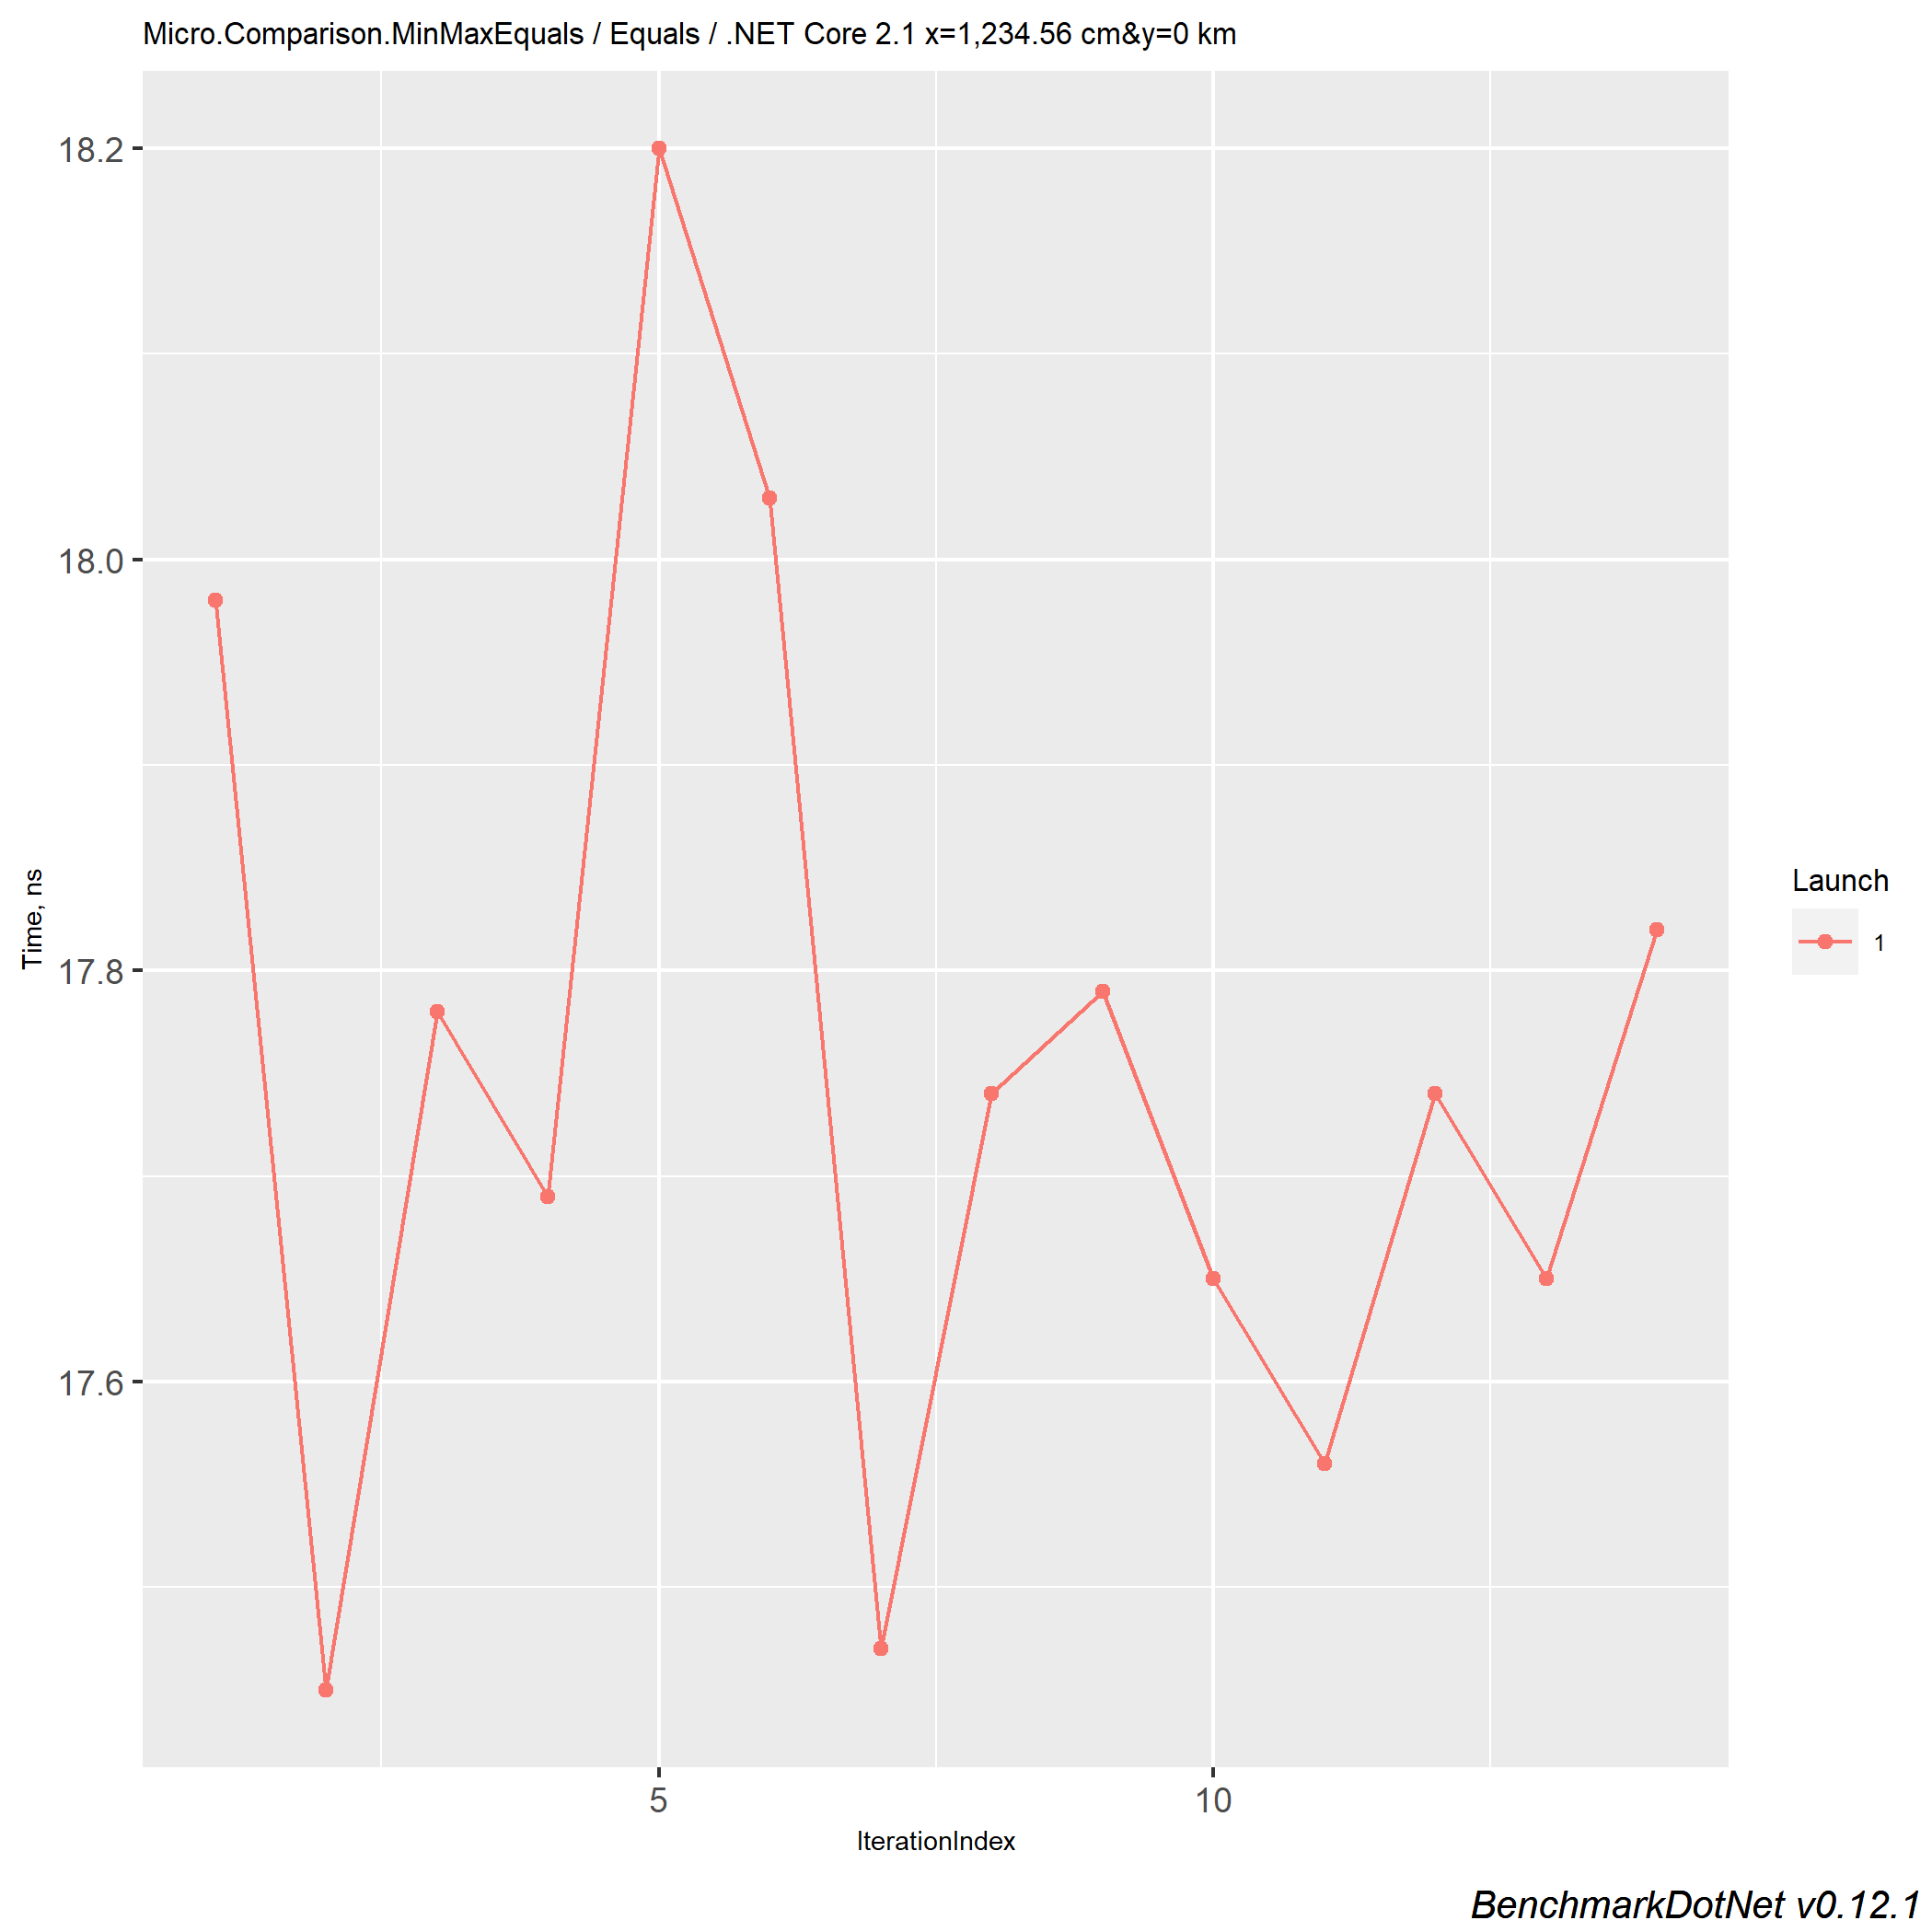 Micro.Comparison.MinMaxEquals / Equals / .NET Core 2.1 x=1,234.56 cm&y=0 km
18.2
18.0
17.8
17.6
Time, ns
5
10
IterationIndex
Launch
1
BenchmarkDotNet v0.12.1